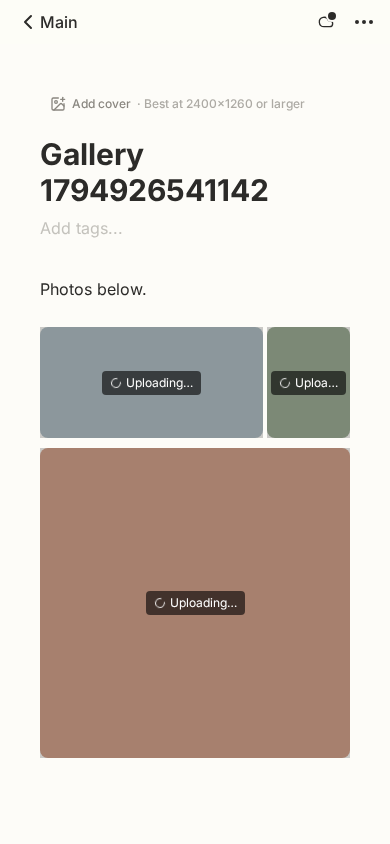 Main
Add cover · Best at 2400×1260 or larger
Gallery
1794926541142
Add tags...
Photos below.
Uploading... Uploa...
Uploading...